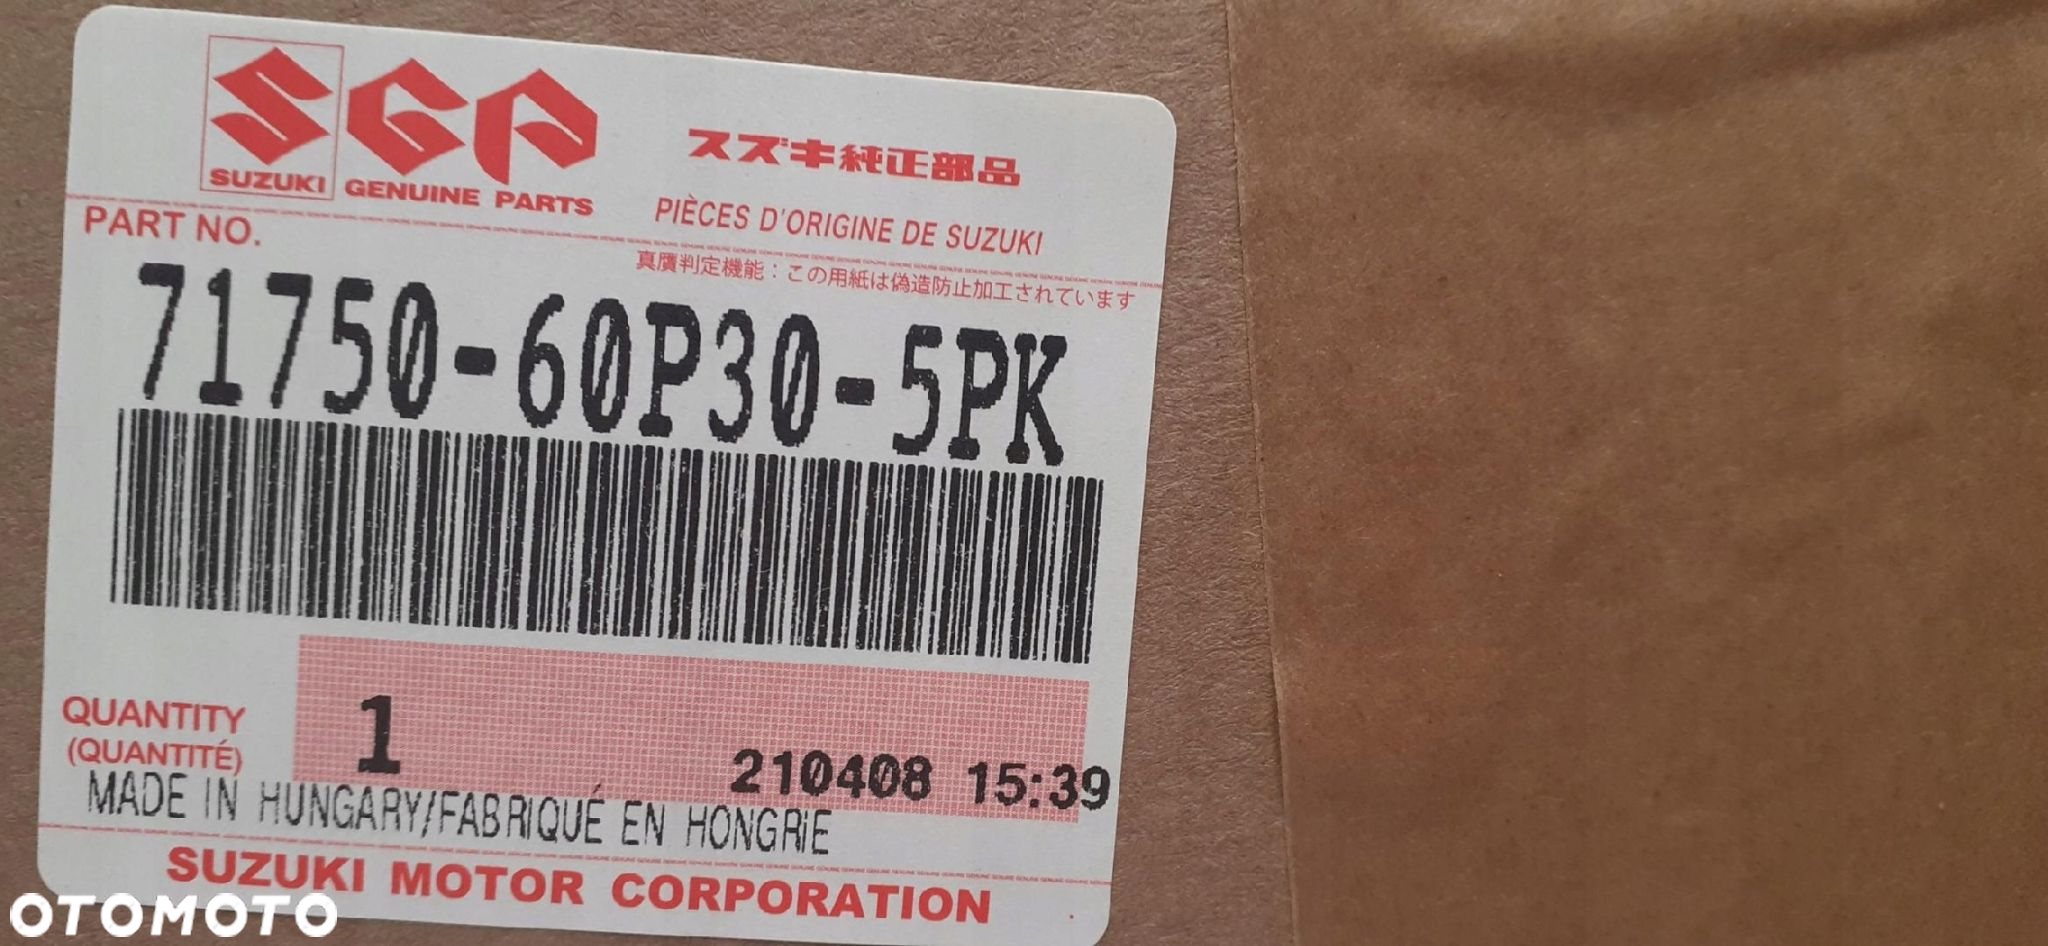 SGP
SUZUKI GENUINE PARTS
スズキ純正部品
PIÈCES D'ORIGINE DE SUZUKI
PART NO.
真贋判定機能：この用紙は偽造防止加工されています
71750-60P30-5PK
QUANTITY
(QUANTITÉ)
1
210408 15:39
MADE IN HUNGARY/FABRIQUÉ EN HONGRiE
SUZUKI MOTOR CORPORATION
OTOMOTO